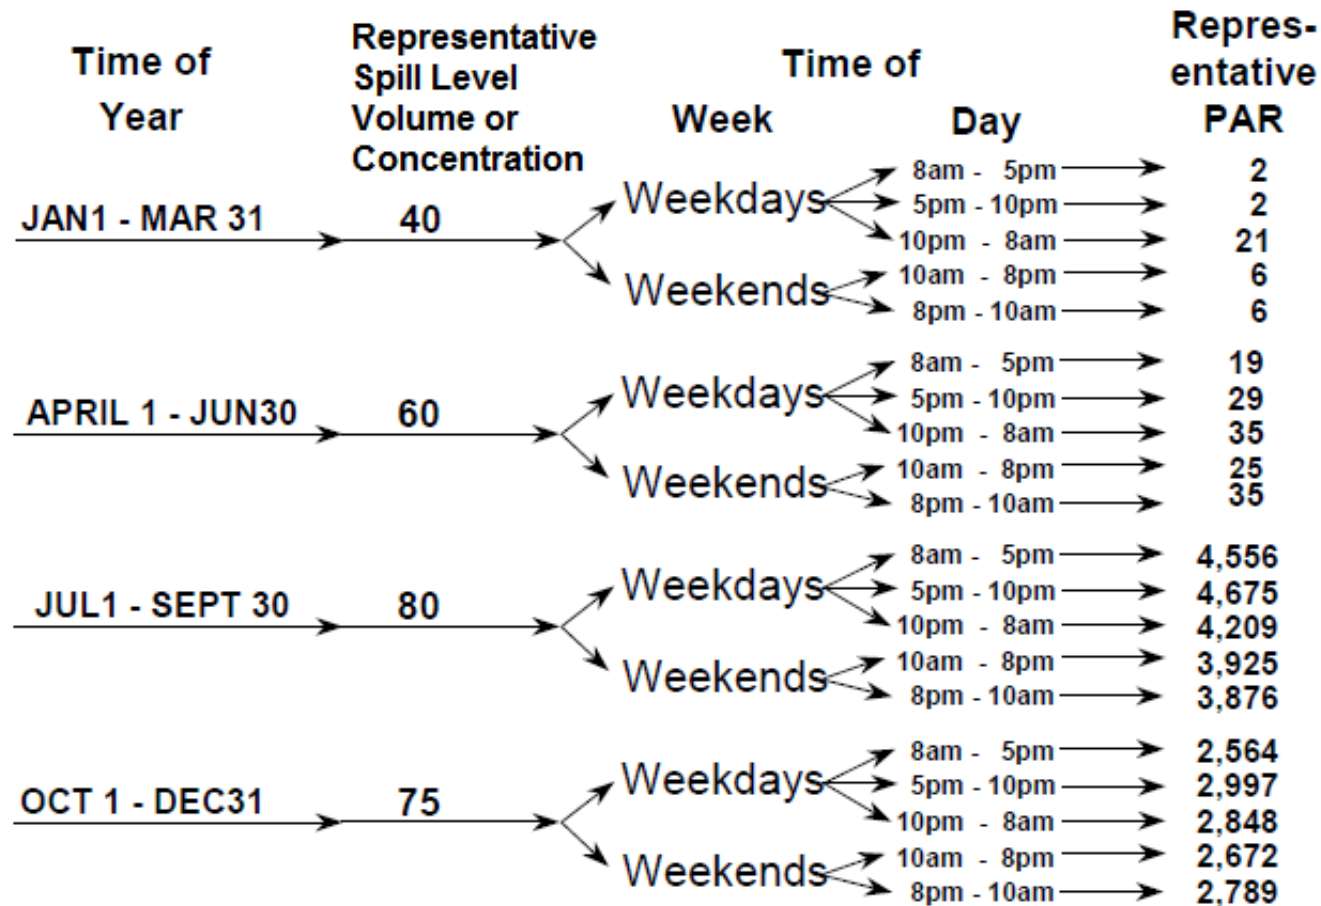 Time of
Year
Representative
Spill Level
Volume or
Concentration
Time of
Week
Day
Repres-
entative
PAR
JAN1 - MAR 31
40
Weekdays
8am - 5pm 2
5pm - 10pm 2
10pm - 8am 21
Weekends
10am - 8pm 6
8pm - 10am 6
APRIL 1 - JUN30
60
Weekdays
8am - 5pm 19
5pm - 10pm 29
10pm - 8am 35
Weekends
10am - 8pm 25
8pm - 10am 35
JUL1 - SEPT 30
80
Weekdays
8am - 5pm 4,556
5pm - 10pm 4,675
10pm - 8am 4,209
Weekends
10am - 8pm 3,925
8pm - 10am 3,876
OCT 1 - DEC31
75
Weekdays
8am - 5pm 2,564
5pm - 10pm 2,997
10pm - 8am 2,848
Weekends
10am - 8pm 2,672
8pm - 10am 2,789